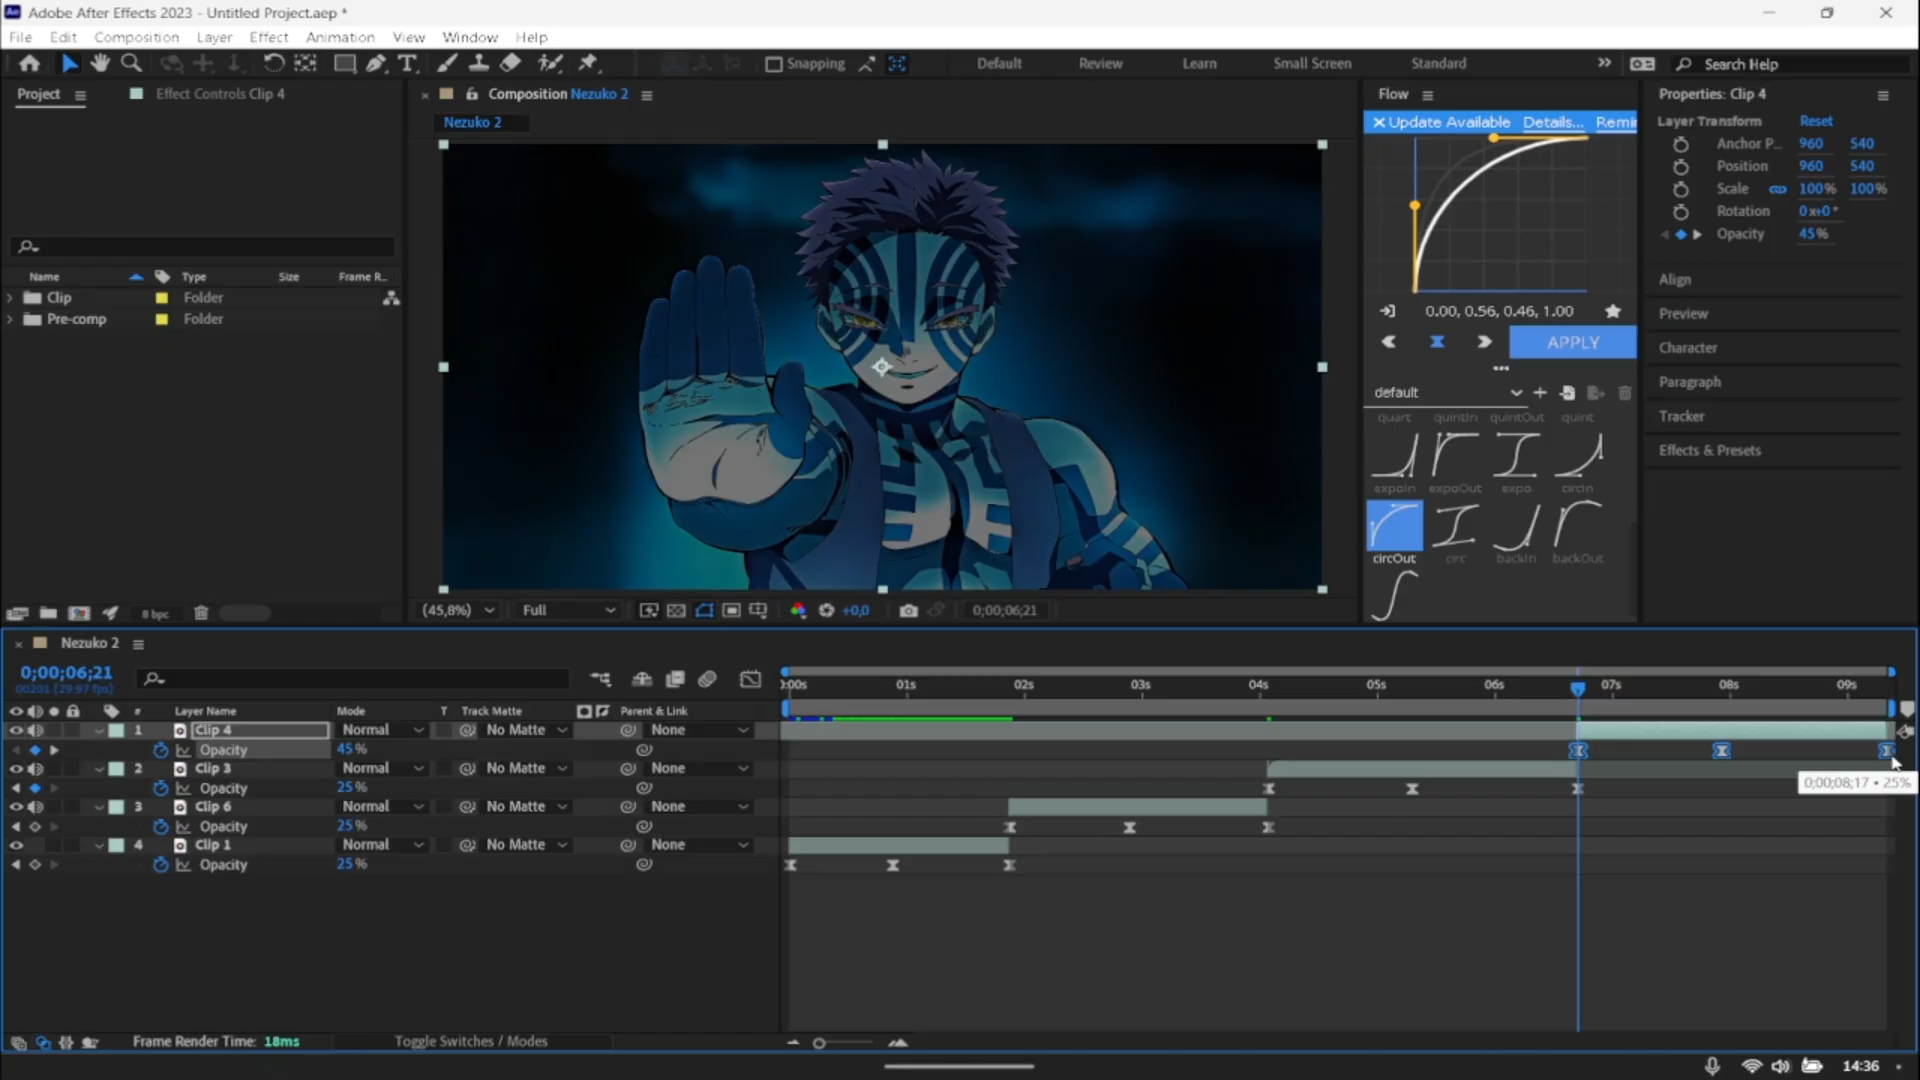 Adobe After Effects 2023 - Untitled Project.aep *
File Edit Composition Layer Effect Animation View Window Help
Snapping Default Review Learn Small Screen Standard Search Help
Project Effect Controls Clip 4
Composition Nezuko 2
Nezuko 2
Name Type Size Frame R...
Clip Folder
Pre-comp Folder
8 bpc
(45,8%) Full +0,0 0;00;06;21
Flow
Update Available Details... Remin
0.00, 0.56, 0.46, 1.00
APPLY
default
quart quintIn quintOut quint
expoIn expoOut expo circIn
circOut circ backIn backOut
Properties: Clip 4
Layer Transform Reset
Anchor P... 960 540
Position 960 540
Scale 100% 100%
Rotation 0x+0°
Opacity 45%
Align
Preview
Character
Paragraph
Tracker
Effects & Presets
Nezuko 2
0;00;06;21
00201 (29.97 fps)
:00s 01s 02s 03s 04s 05s 06s 07s 08s 09s
# Layer Name Mode T Track Matte Parent & Link
1 Clip 4 Normal No Matte None
Opacity 45%
2 Clip 3 Normal No Matte None
Opacity 25%
3 Clip 6 Normal No Matte None
Opacity 25%
4 Clip 1 Normal No Matte None
Opacity 25%
0;00;08;17 • 25%
Frame Render Time: 18ms Toggle Switches / Modes
14:36